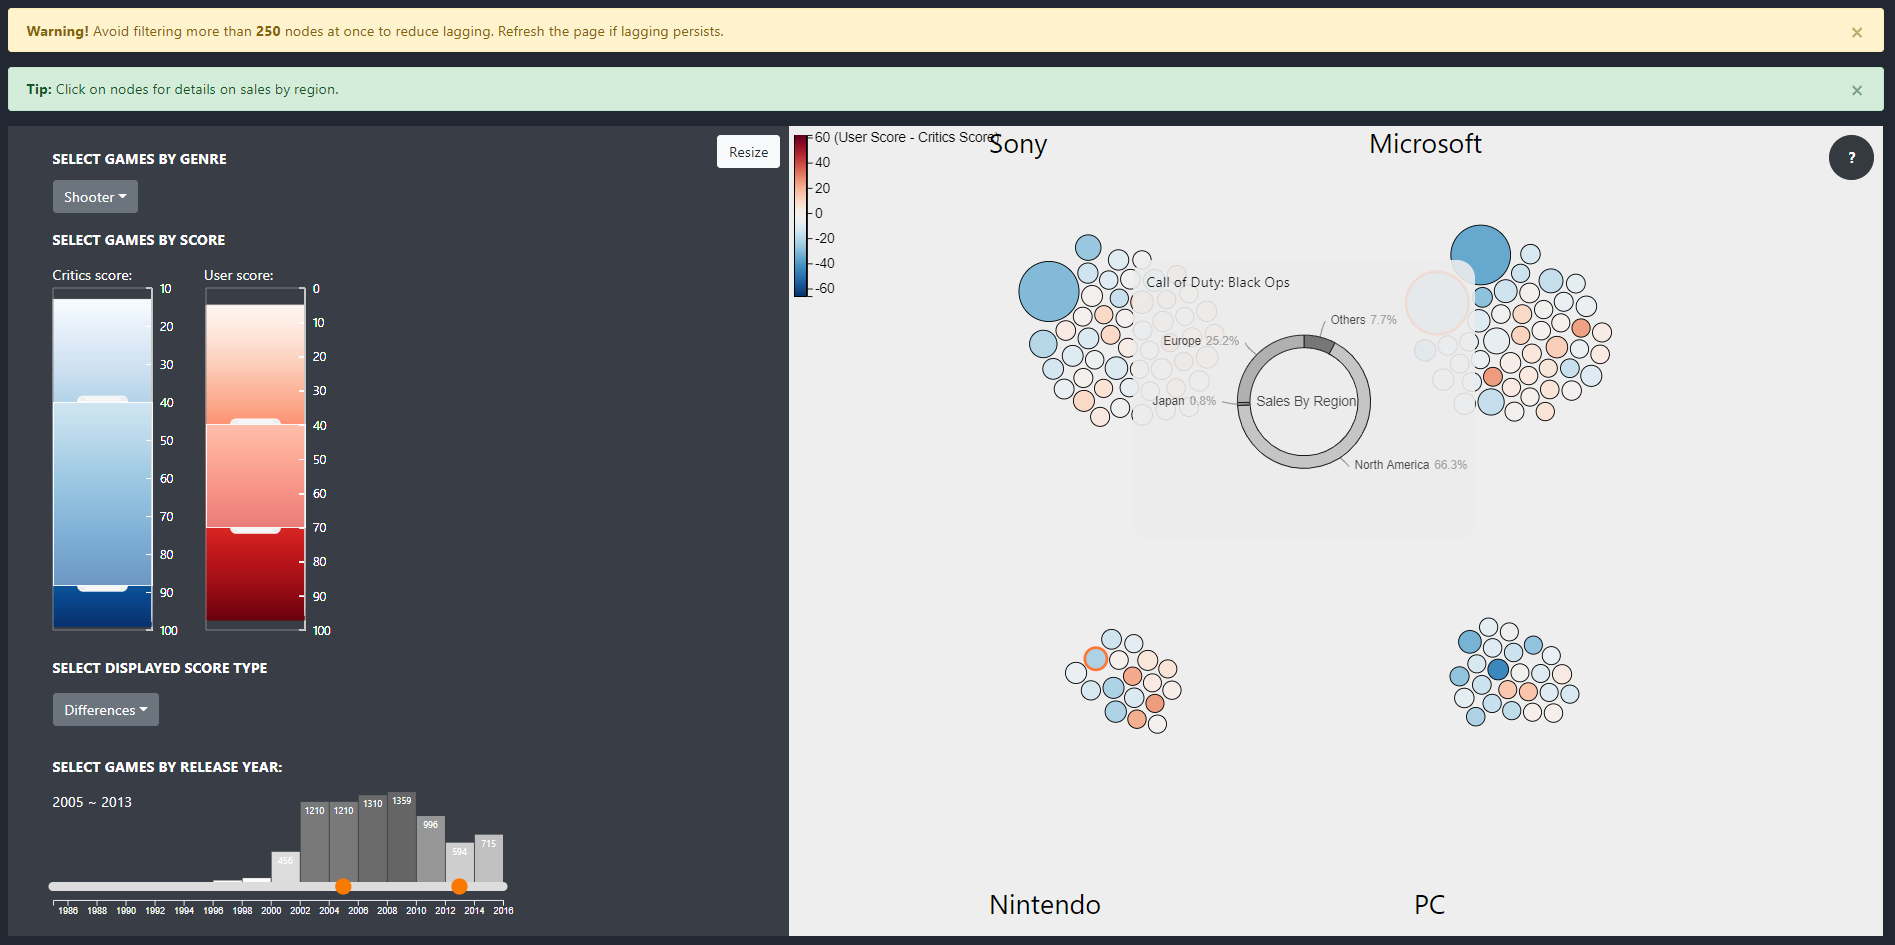 Warning! Avoid filtering more than 250 nodes at once to reduce lagging. Refresh the page if lagging persists.
×
Tip: Click on nodes for details on sales by region.
×
SELECT GAMES BY GENRE
Resize
Shooter
SELECT GAMES BY SCORE
Critics score:
10
20
30
40
50
60
70
80
90
100
User score:
0
10
20
30
40
50
60
70
80
90
100
SELECT DISPLAYED SCORE TYPE
Differences
SELECT GAMES BY RELEASE YEAR:
2005 ~ 2013
456
1210
1210
1310
1359
996
594
715
1986 1988 1990 1992 1994 1996 1998 2000 2002 2004 2006 2008 2010 2012 2014 2016
60 (User Score - Critics Score)
40
20
0
-20
-40
-60
Sony
Microsoft
?
Call of Duty: Black Ops
Others 7.7%
Europe 25.2%
Japan 0.8%
Sales By Region
North America 66.3%
Nintendo
PC